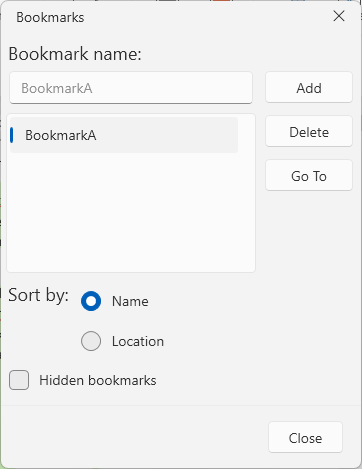 Bookmarks
Bookmark name:
BookmarkA
Add
BookmarkA
Delete
Go To
Sort by:
Name
Location
Hidden bookmarks
Close